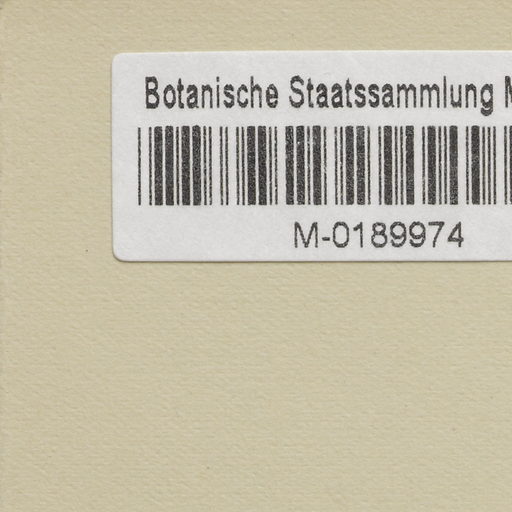 Botanische Staatssammlung
M-0189974